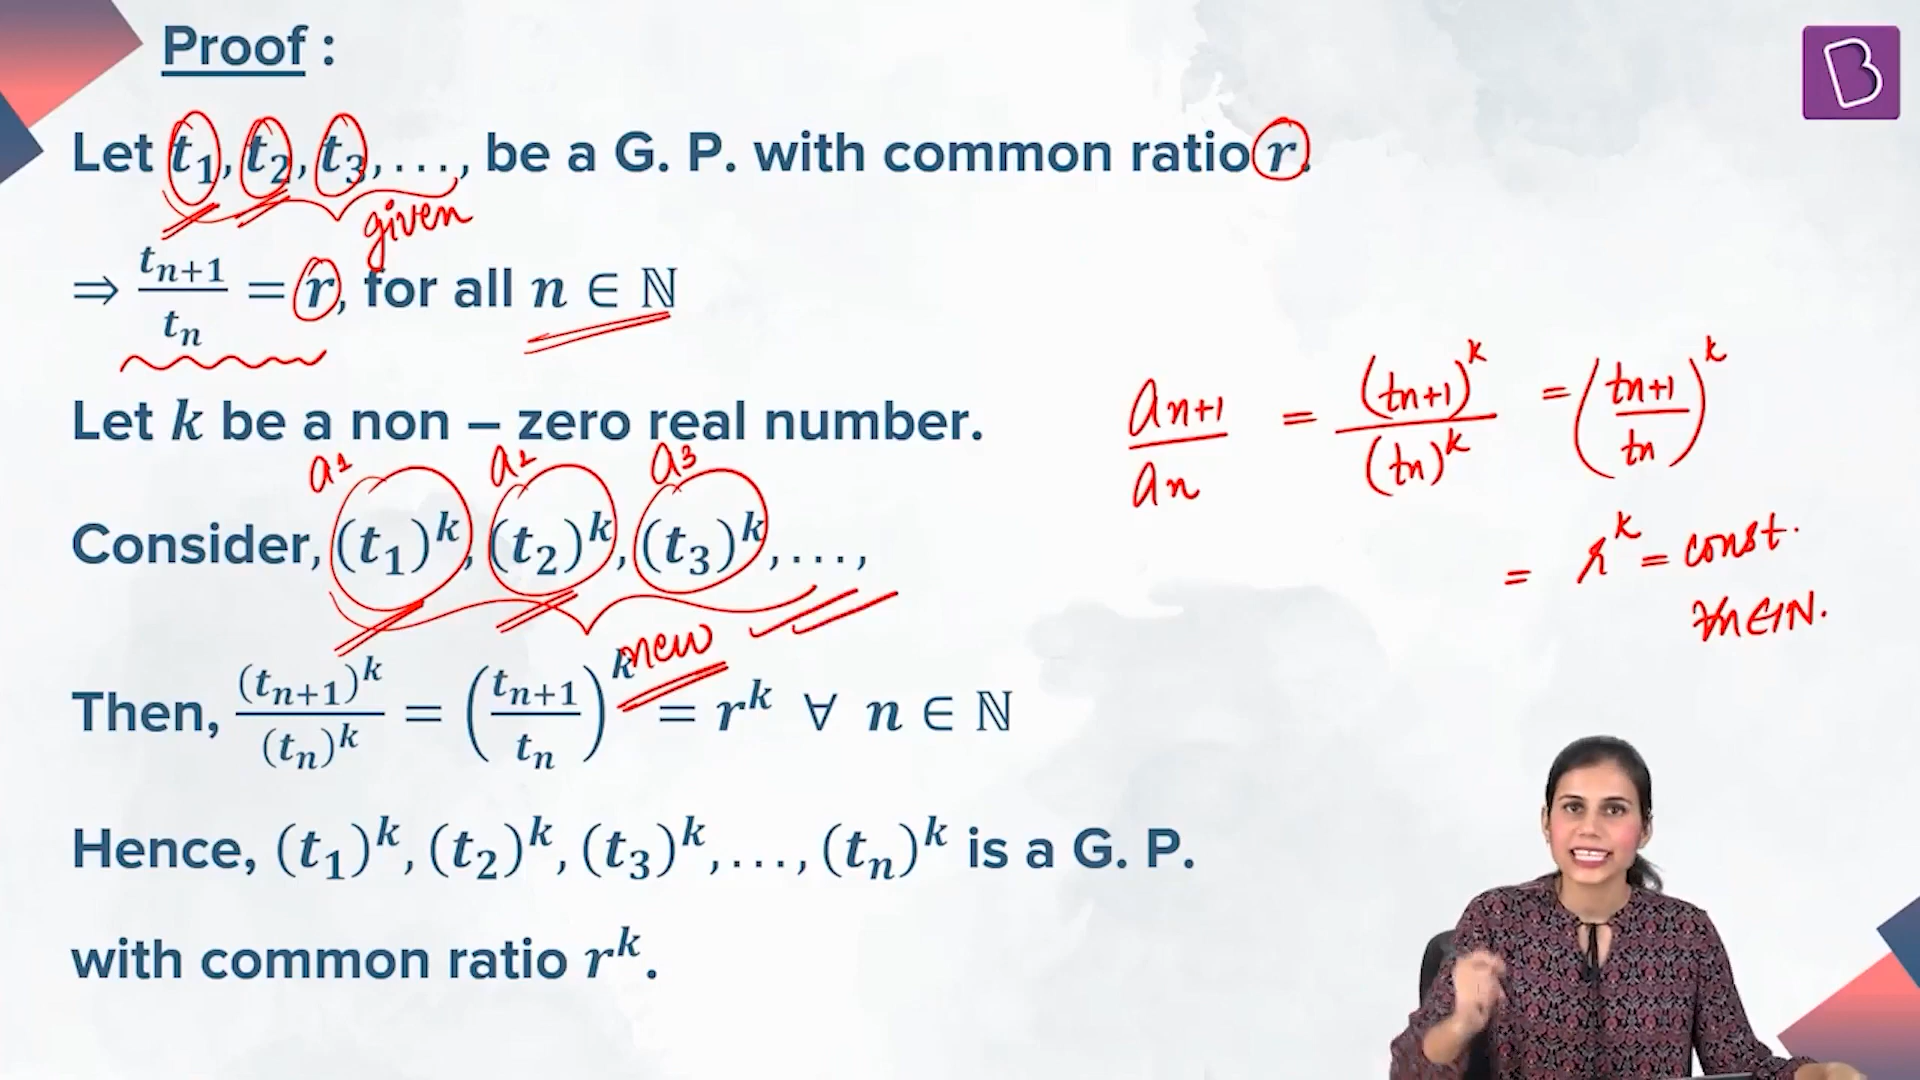 Proof :
Let t₁, t₂, t₃, . . . , be a G. P. with common ratio r.
given
⇒ tₙ₊₁ / tₙ = r, for all n ∈ ℕ
Let k be a non – zero real number.
a1 a2 a3
Consider, (t₁)ᵏ, (t₂)ᵏ, (t₃)ᵏ, . . . ,
new
Then, (tₙ₊₁)ᵏ / (tₙ)ᵏ = (tₙ₊₁ / tₙ)ᵏ = rᵏ ∀ n ∈ ℕ
Hence, (t₁)ᵏ, (t₂)ᵏ, (t₃)ᵏ, . . . , (tₙ)ᵏ is a G. P.
with common ratio rᵏ.
an+1 / an = (tn+1)ᵏ / (tn)ᵏ = (tn+1 / tn)ᵏ
= rᵏ = const.
∀n∈ℕ.
B